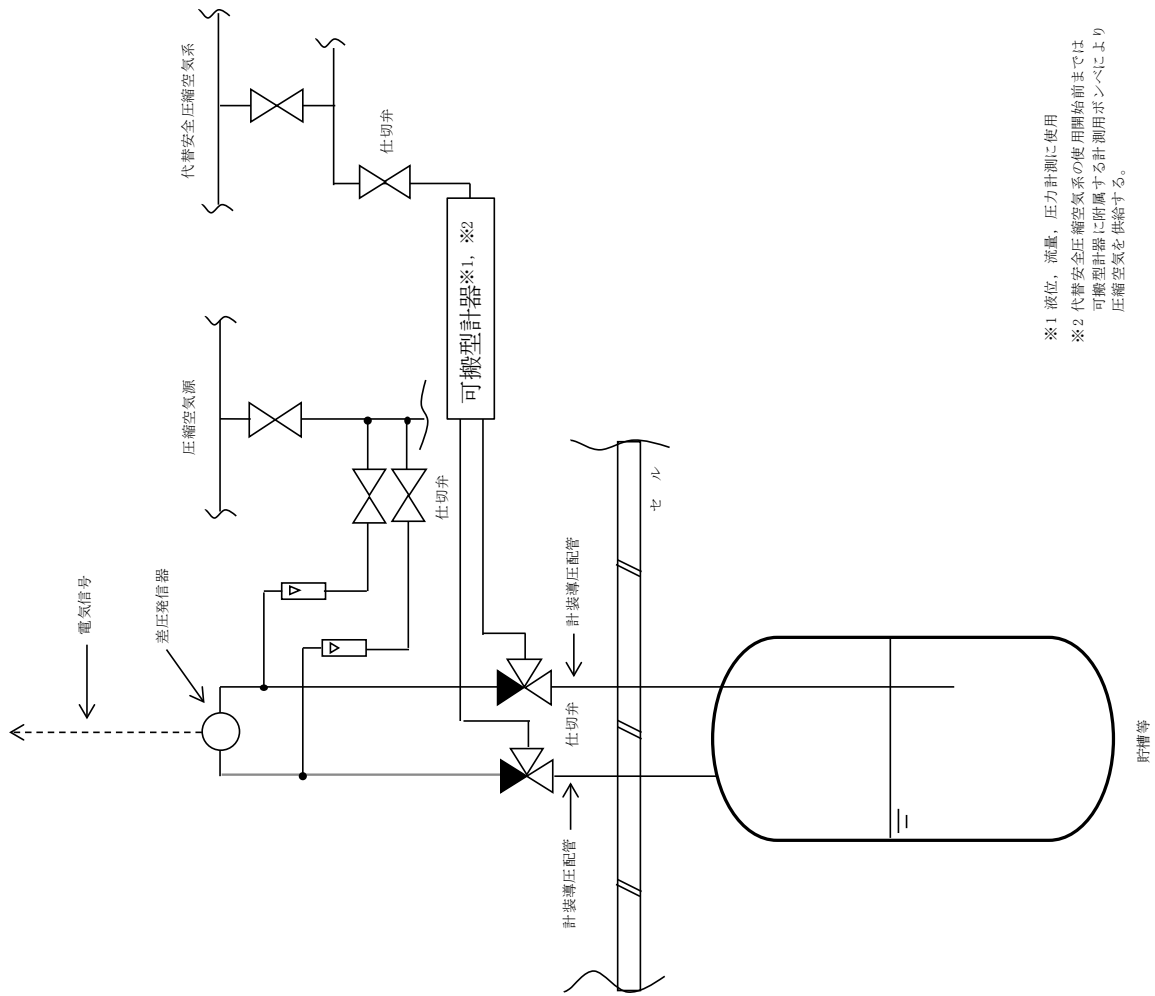 電気信号
差圧発信器
圧縮空気源
代替安全圧縮空気系
仕切弁
仕切弁
可搬型計器※1, ※2
計装導圧配管
仕切弁
計装導圧配管
セル
貯槽等
※1 液位，流量，圧力計測に使用
※2 代替安全圧縮空気系の使用開始前までは
可搬型計器に附属する計測用ボンベにより
圧縮空気を供給する。